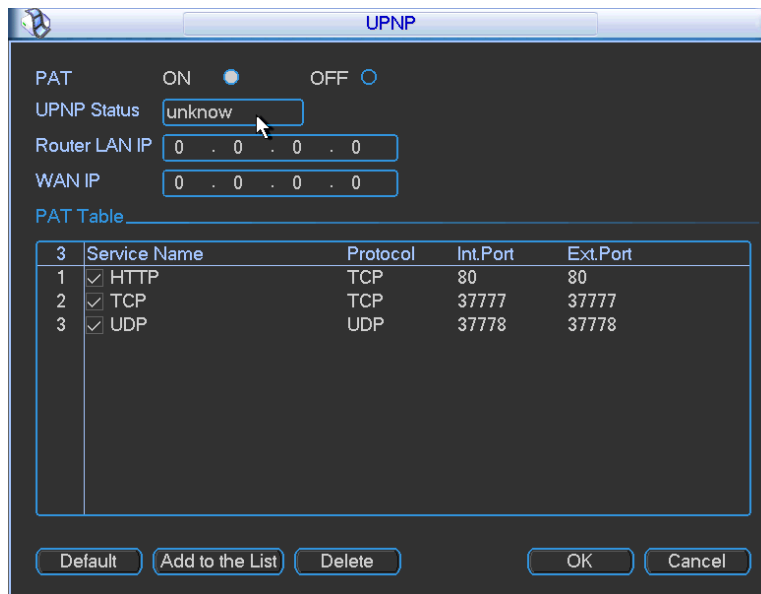 UPNP
PAT ON OFF
UPNP Status unknow
Router LAN IP 0 . 0 . 0 . 0
WAN IP 0 . 0 . 0 . 0
PAT Table
3 Service Name Protocol Int.Port Ext.Port
1 HTTP TCP 80 80
2 TCP TCP 37777 37777
3 UDP UDP 37778 37778
Default Add to the List Delete OK Cancel